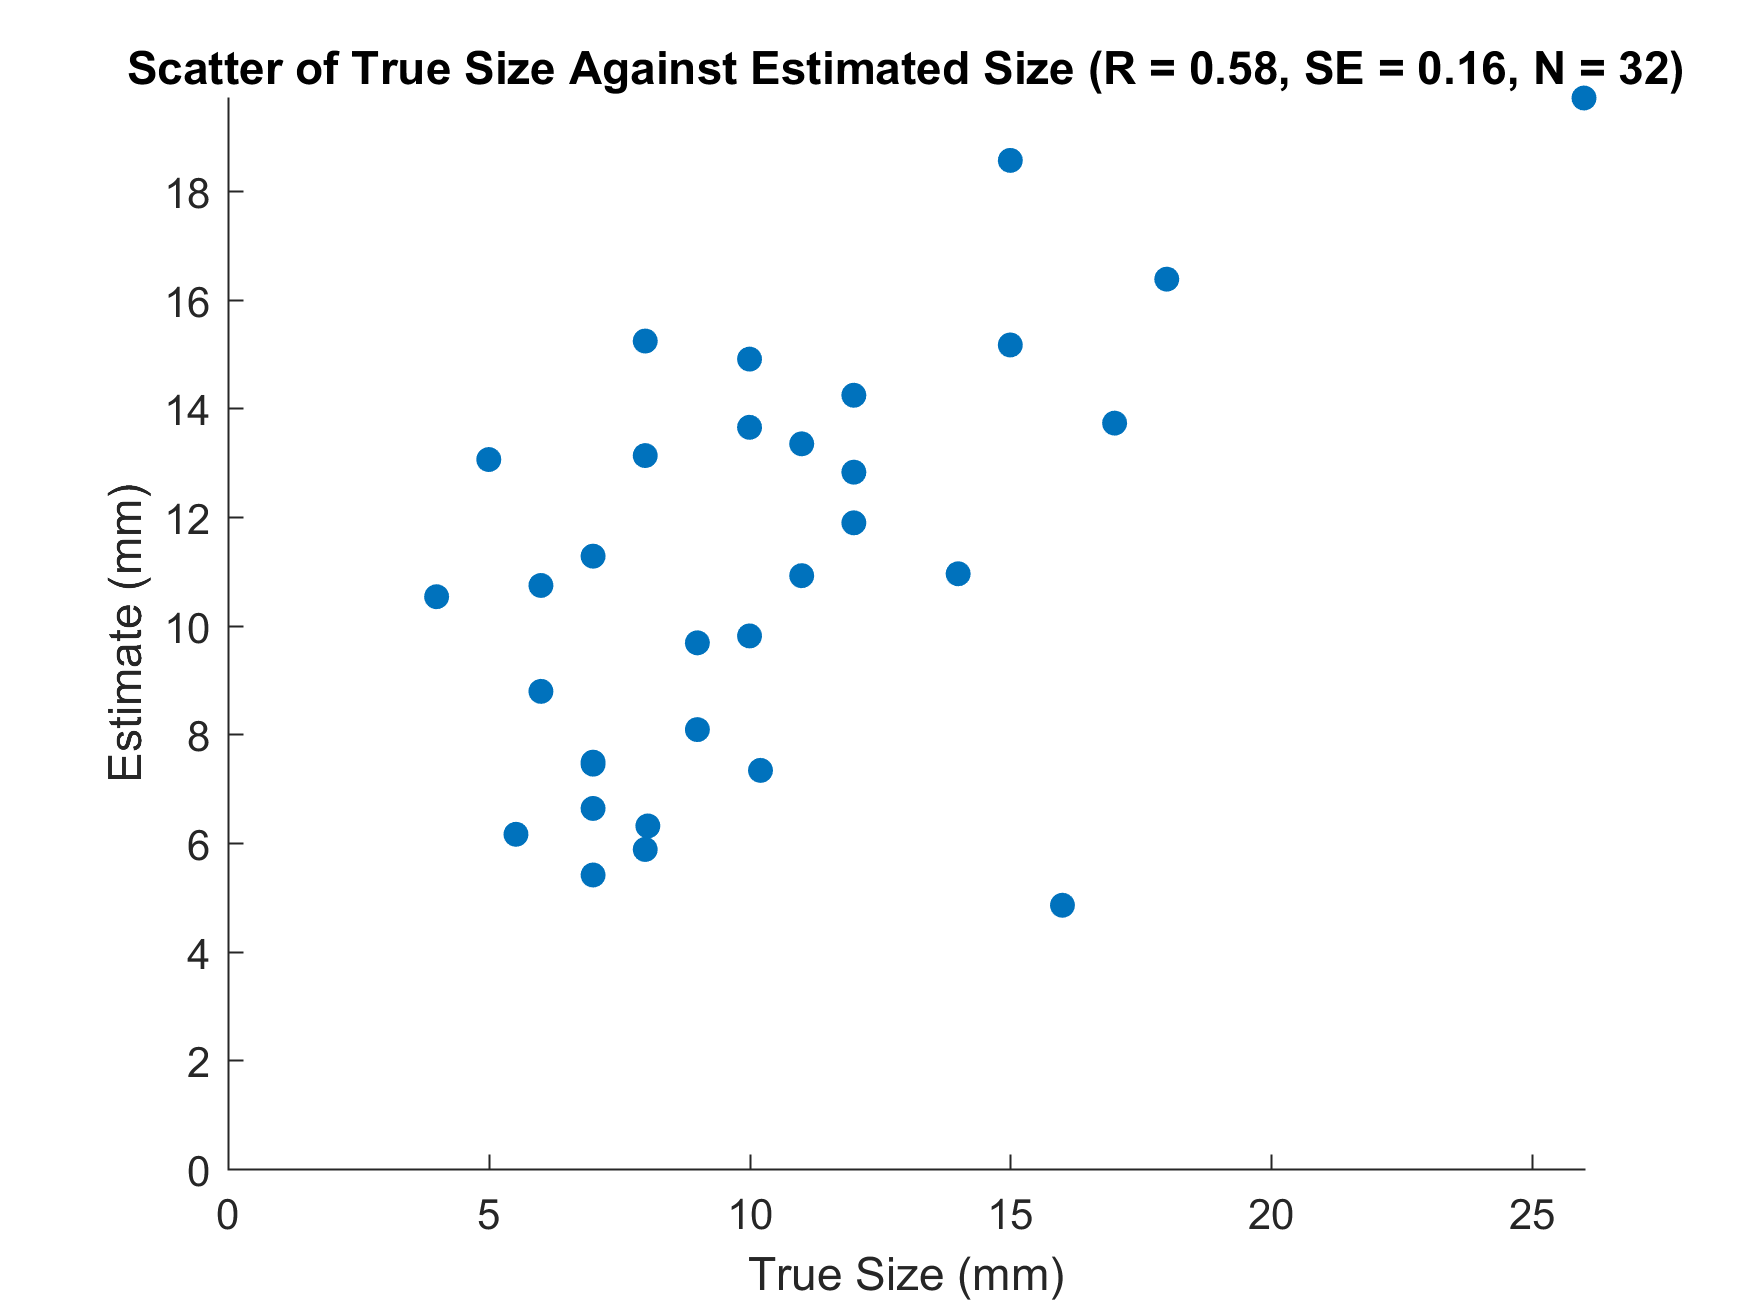 Scatter of True Size Against Estimated Size (R = 0.58, SE = 0.16, N = 32)
18
16
14
12
10
8
6
4
2
0
Estimate (mm)
0 5 10 15 20 25
True Size (mm)